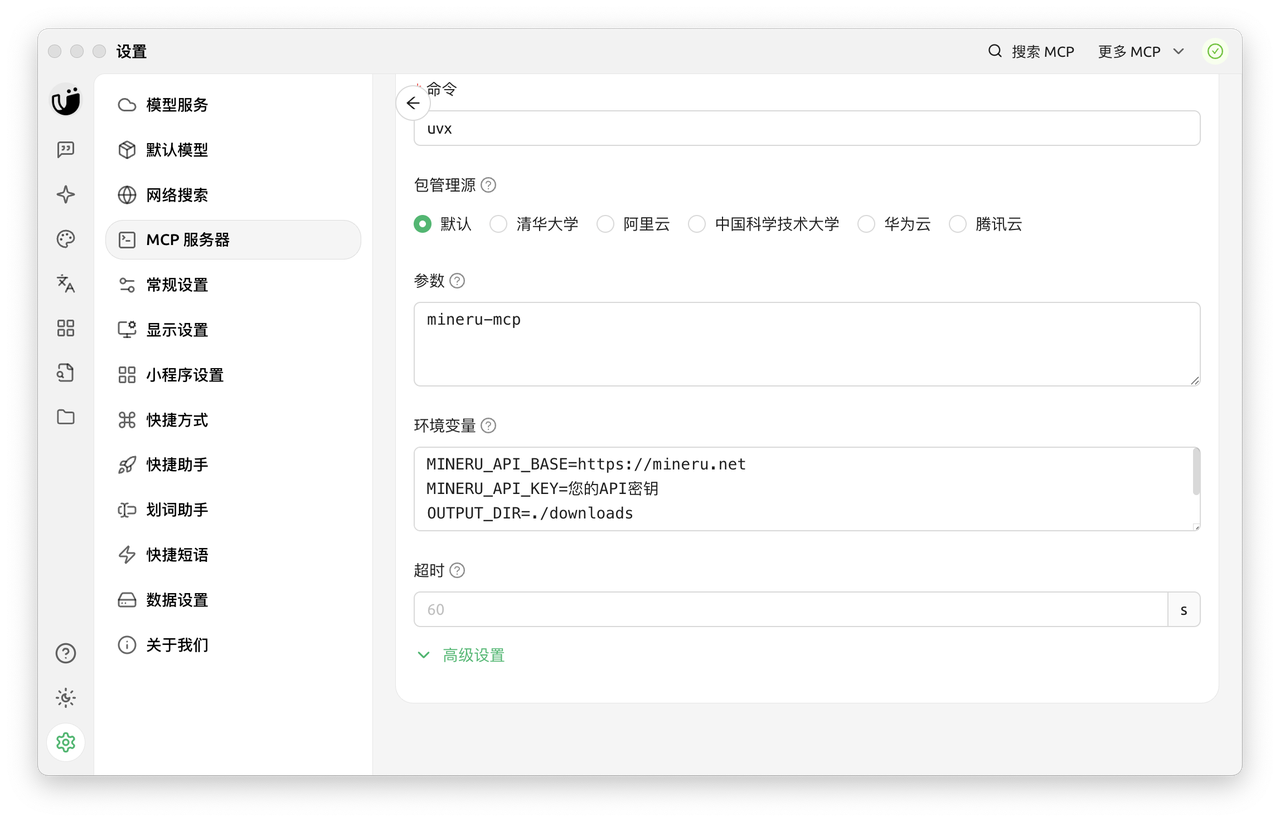 设置
搜索 MCP
更多 MCP
模型服务
默认模型
网络搜索
MCP 服务器
常规设置
显示设置
小程序设置
快捷方式
快捷助手
划词助手
快捷短语
数据设置
关于我们
命令
uvx
包管理源
默认 清华大学 阿里云 中国科学技术大学 华为云 腾讯云
参数
mineru-mcp
环境变量
MINERU_API_BASE=https://mineru.net
MINERU_API_KEY=您的API密钥
OUTPUT_DIR=./downloads
超时
60 s
高级设置